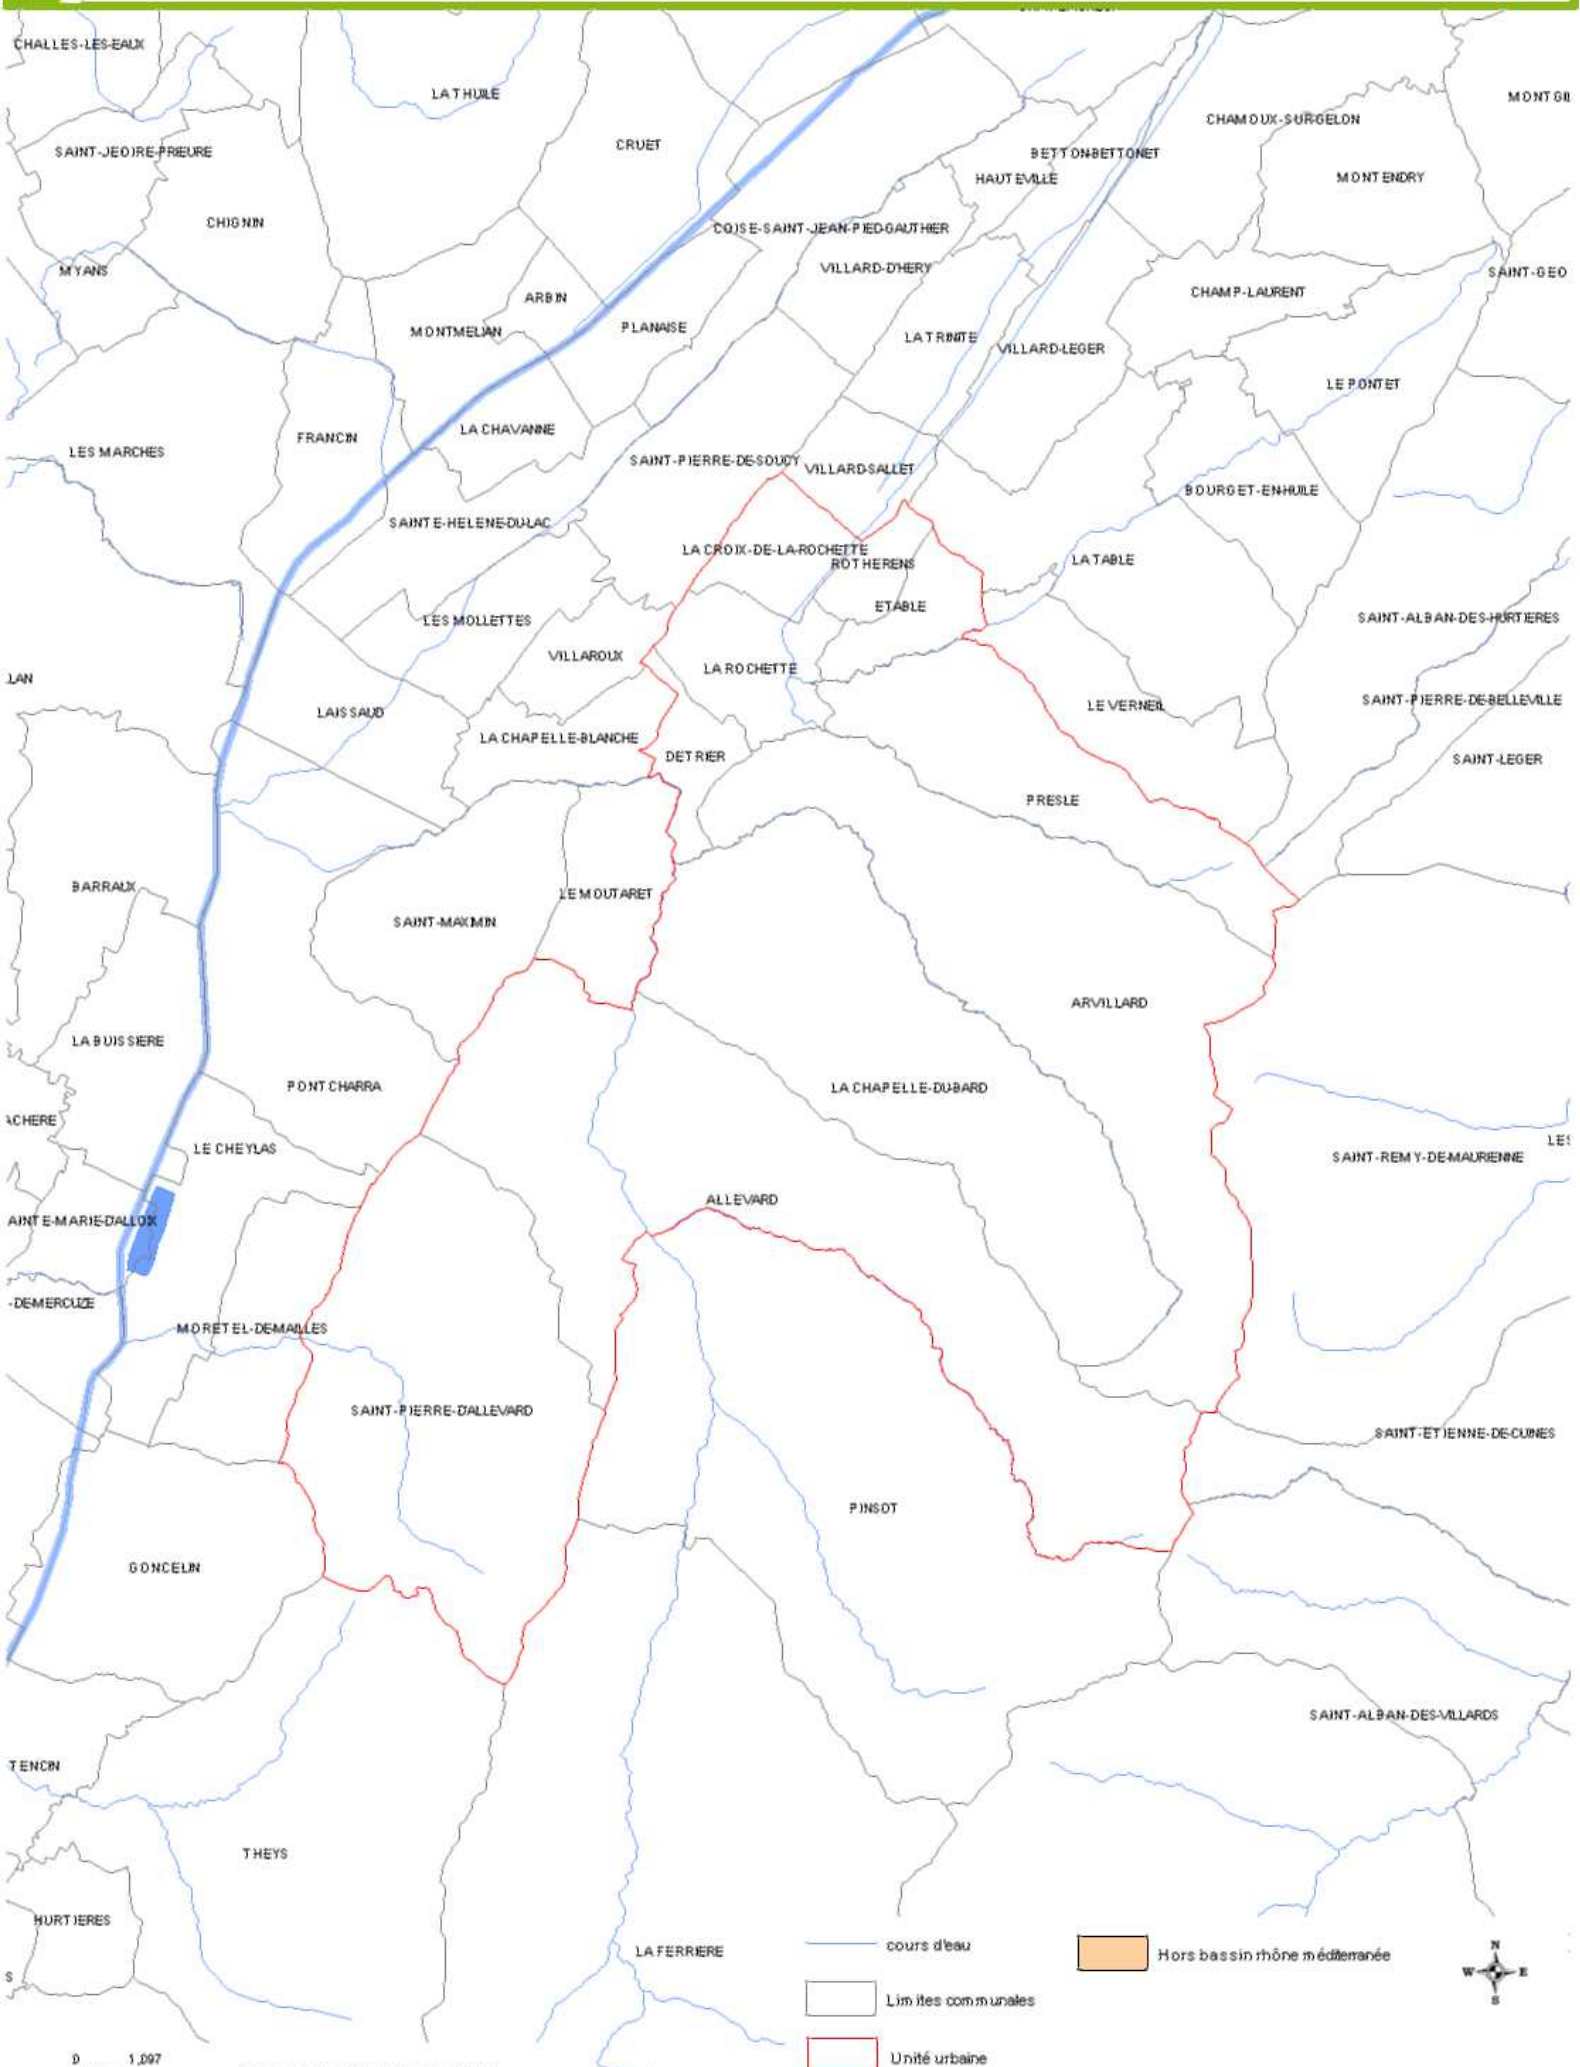 CHALLES-LES-EAUX
LA THUILE
MONT GI
CHAMOUX-SUR-GELON
CRUET
SAINT-JEOIRE-PRIEURE
BETTON-BETTONET
HAUTEVILLE
MONTENDRY
CHIGNIN
COISE-SAINT-JEAN-PIED-GAUTHIER
MYANS
VILLARD-D'HERY
SAINT-GEO
ARBIN
CHAMP-LAURENT
MONTMELIAN
PLANAISE
LA TRINITE
VILLARD-LEGER
LE PONTET
FRANCIN
LA CHAVANNE
LES MARCHES
SAINT-PIERRE-DE-SOUCY
VILLARD-SALLET
BOURGET-EN-HUILE
SAINTE-HELENE-DU-LAC
LA CROIX-DE-LA-ROCHETTE
ROTHERENS
LA TABLE
ETABLE
LES MOLLETTES
SAINT-ALBAN-DES-HURTIERES
VILLAROUX
LA ROCHETTE
LAN
SAINT-PIERRE-DE-BELLEVILLE
LE VERNEIL
LAISSAUD
LA CHAPELLE-BLANCHE
DETRIER
SAINT-LEGER
PRESLE
BARRAUX
LE MOUTARET
SAINT-MAXIMIN
ARVILLARD
LA BUISSIERE
PONTCHARRA
LA CHAPELLE-DU-BARD
ACHERE
LE CHEYLAS
LES
SAINT-REMY-DE-MAURIENNE
ALLEVARD
AINTE-MARIE-D'ALLOIX
-DE-MERCUZE
MORETEL-DE-MAILLES
SAINT-PIERRE-D'ALLEVARD
SAINT-ETIENNE-DE-CUINES
PINSOT
GONCELIN
SAINT-ALBAN-DES-VILLARDS
TENCIN
THEYS
HURTIERES
LA FERRIERE
S
cours d'eau
Hors bassin rhône méditerranée
Limites communales
Unité urbaine
N
W E
S
0 1,097